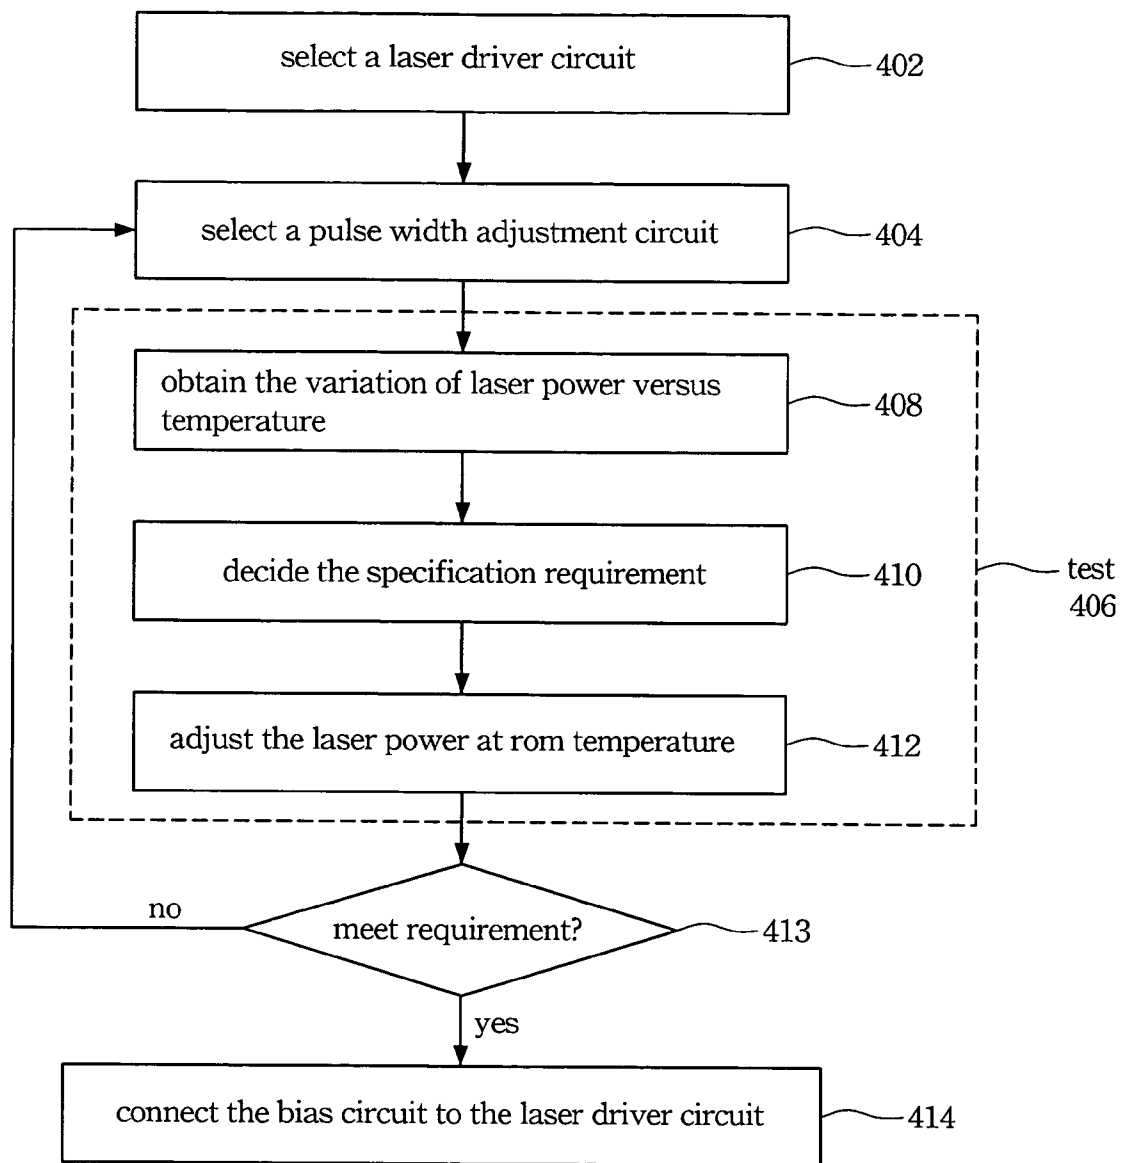 select a laser driver circuit
402
select a pulse width adjustment circuit
404
obtain the variation of laser power versus
temperature
408
decide the specification requirement
410
test
406
adjust the laser power at rom temperature
412
no
meet requirement?
413
yes
connect the bias circuit to the laser driver circuit
414